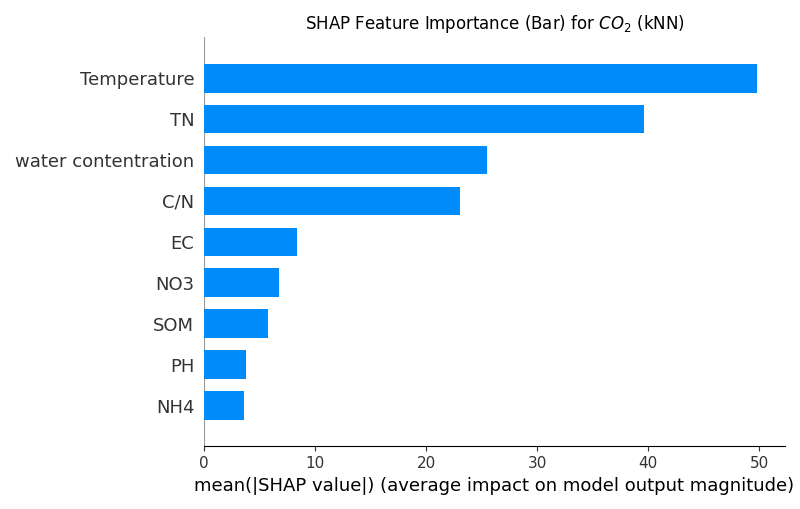 SHAP Feature Importance (Bar) for $CO_2$ (kNN)
Temperature
TN
water contentration
C/N
EC
NO3
SOM
PH
NH4
0 10 20 30 40 50
mean(|SHAP value|) (average impact on model output magnitude)